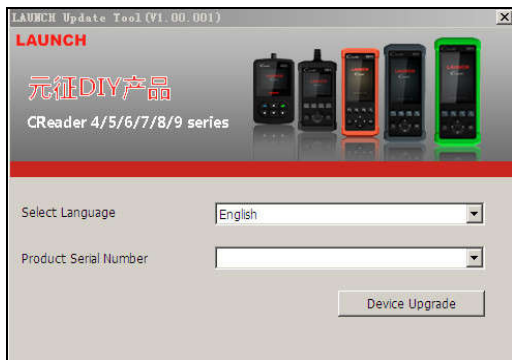 LAUNCH Update Tool(V1.00.001)
LAUNCH
元征DIY产品
CReader 4/5/6/7/8/9 series
Select Language
English
Product Serial Number
Device Upgrade